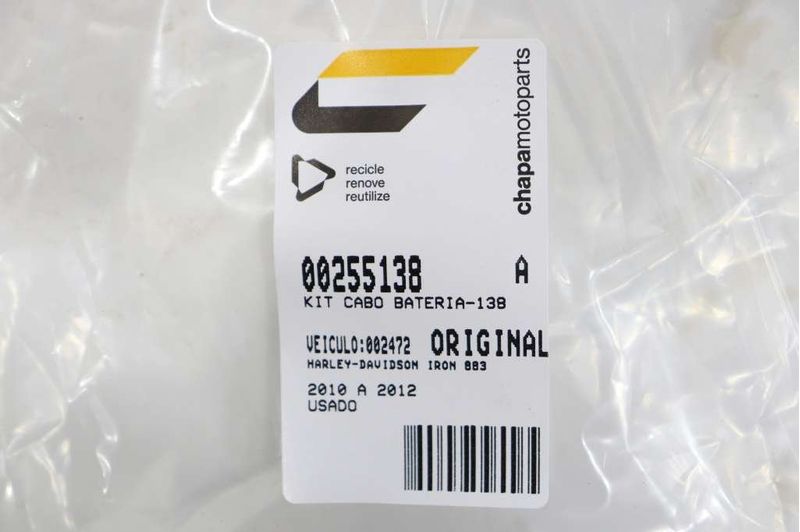 chapamotoparts
recicle
renove
reutilize
00255138 A
KIT CABO BATERIA-138
VEICULO:002472 ORIGINAL
HARLEY-DAVIDSON IRON 883
2010 A 2012
USADO